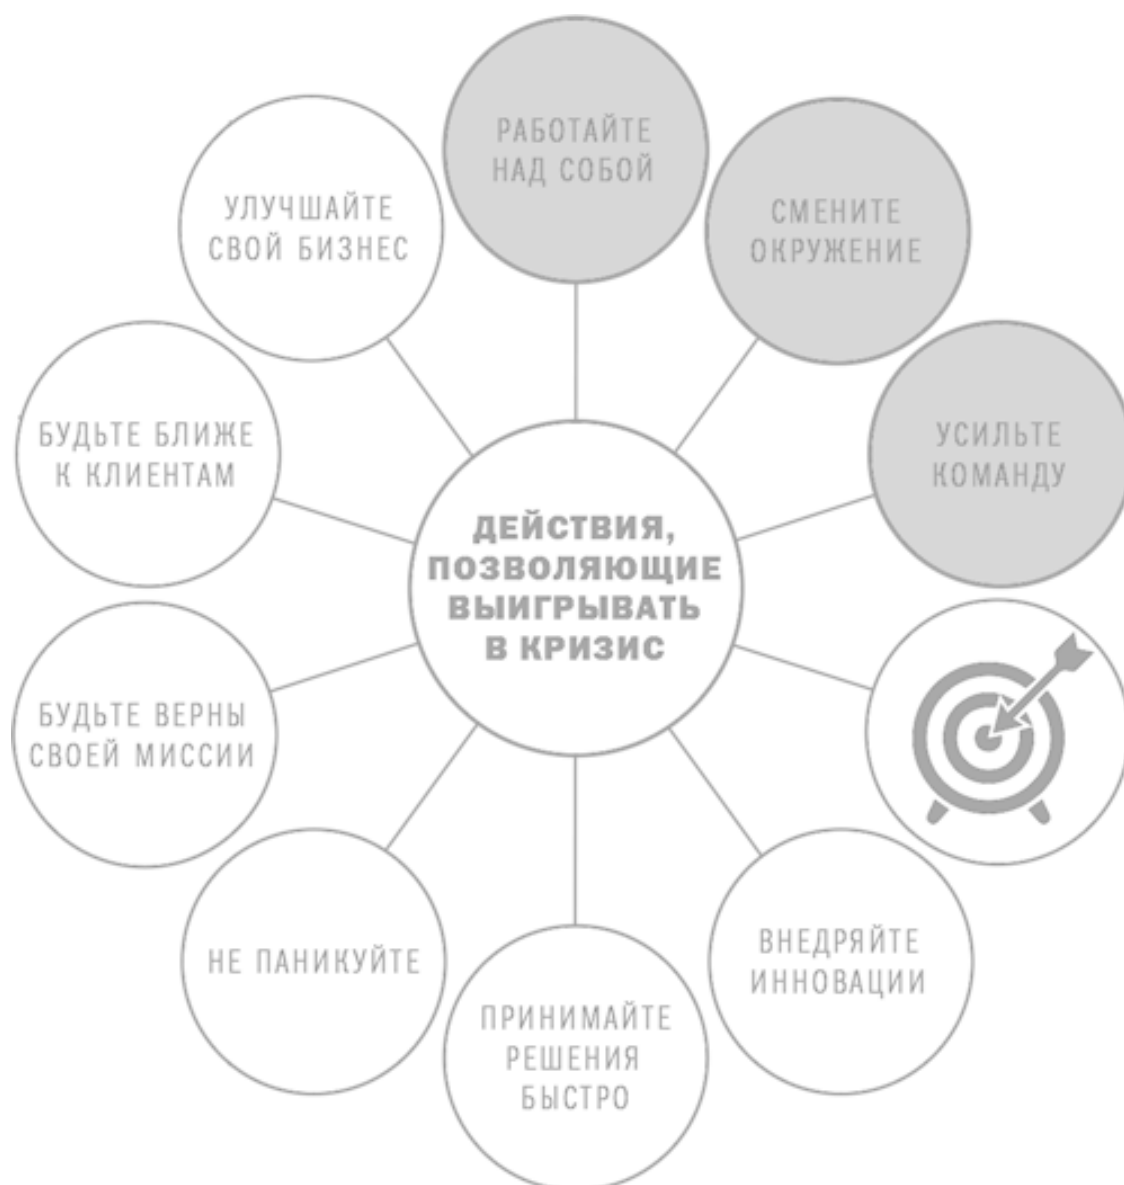 РАБОТАЙТЕ
НАД СОБОЙ
СМЕНИТЕ
ОКРУЖЕНИЕ
УСИЛЬТЕ
КОМАНДУ
ВНЕДРЯЙТЕ
ИННОВАЦИИ
ПРИНИМАЙТЕ
РЕШЕНИЯ
БЫСТРО
НЕ ПАНИКУЙТЕ
БУДЬТЕ ВЕРНЫ
СВОЕЙ МИССИИ
БУДЬТЕ БЛИЖЕ
К КЛИЕНТАМ
УЛУЧШАЙТЕ
СВОЙ БИЗНЕС
ДЕЙСТВИЯ,
ПОЗВОЛЯЮЩИЕ
ВЫИГРЫВАТЬ
В КРИЗИС